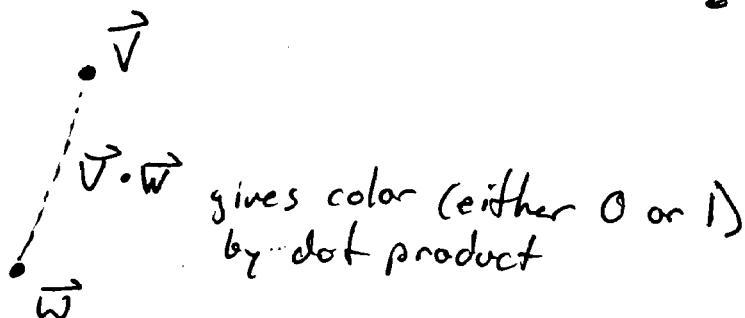 V⃗
V⃗·w⃗ gives color (either 0 or 1)
by dot product
w⃗